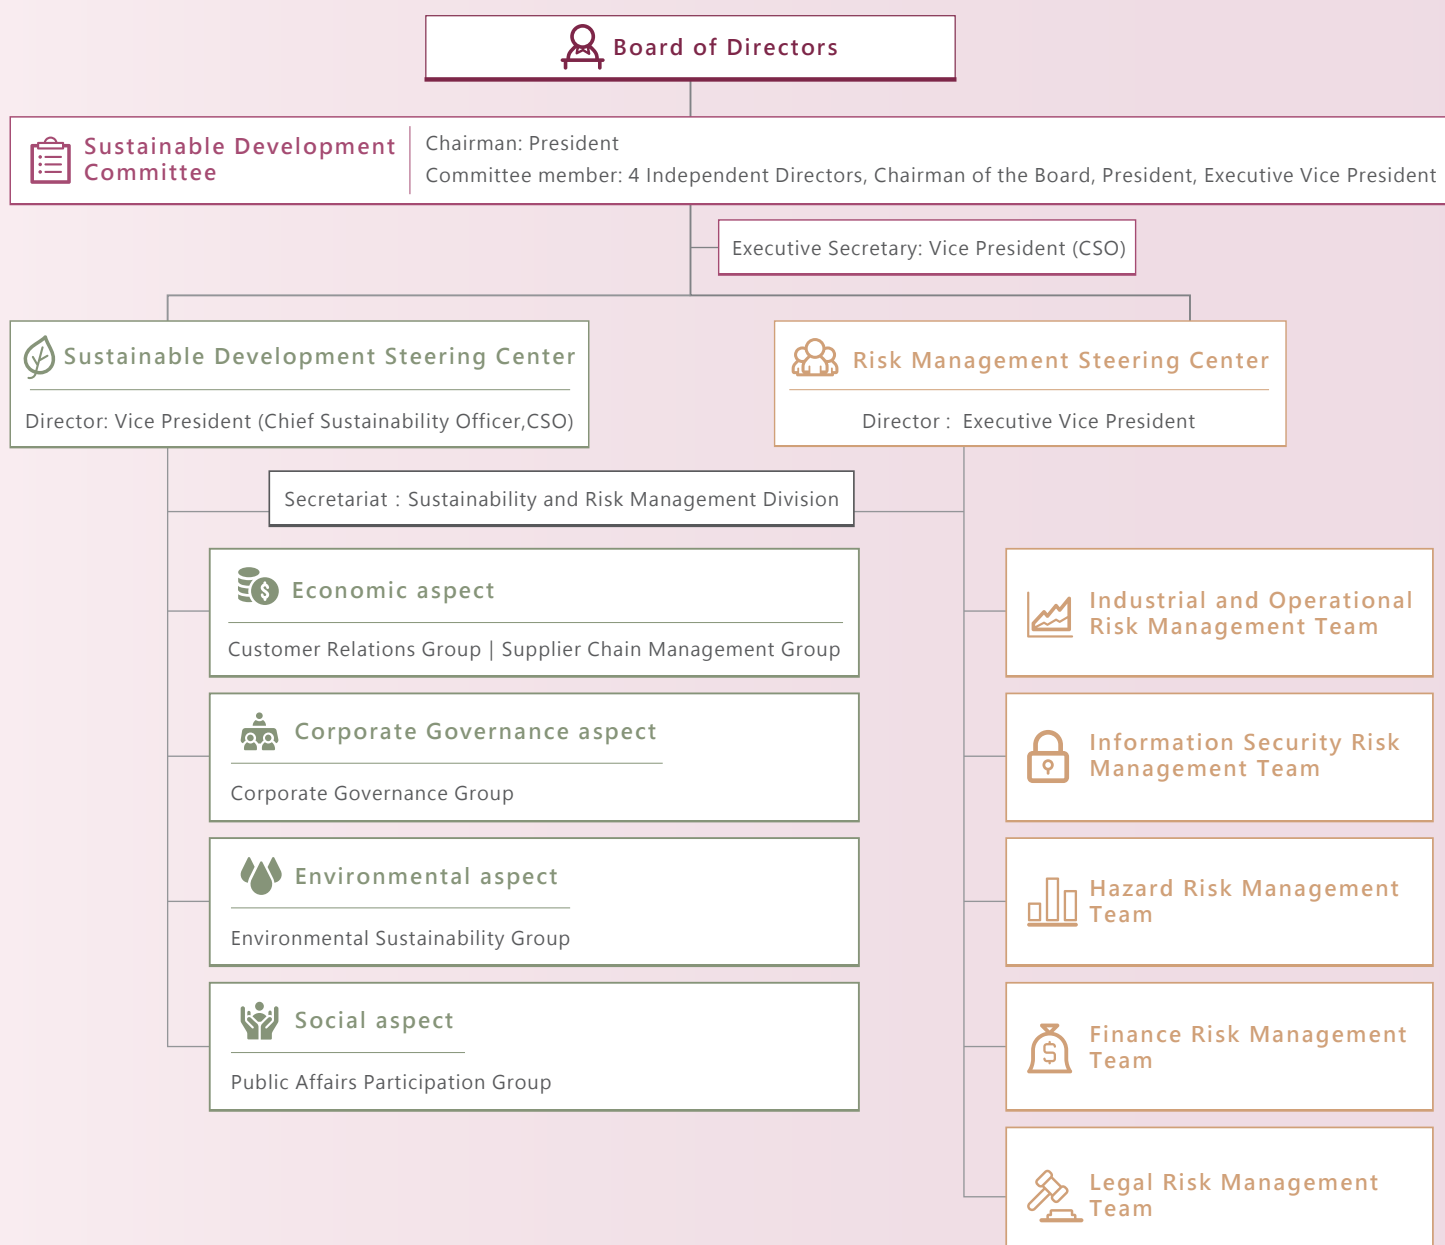 Board of Directors
Sustainable Development
Committee
Chairman: President
Committee member: 4 Independent Directors, Chairman of the Board, President, Executive Vice President
Executive Secretary: Vice President (CSO)
Sustainable Development Steering Center
Director: Vice President (Chief Sustainability Officer,CSO)
Risk Management Steering Center
Director : Executive Vice President
Secretariat : Sustainability and Risk Management Division
Economic aspect
Customer Relations Group | Supplier Chain Management Group
Corporate Governance aspect
Corporate Governance Group
Environmental aspect
Environmental Sustainability Group
Social aspect
Public Affairs Participation Group
Industrial and Operational
Risk Management Team
Information Security Risk
Management Team
Hazard Risk Management
Team
Finance Risk Management
Team
Legal Risk Management
Team